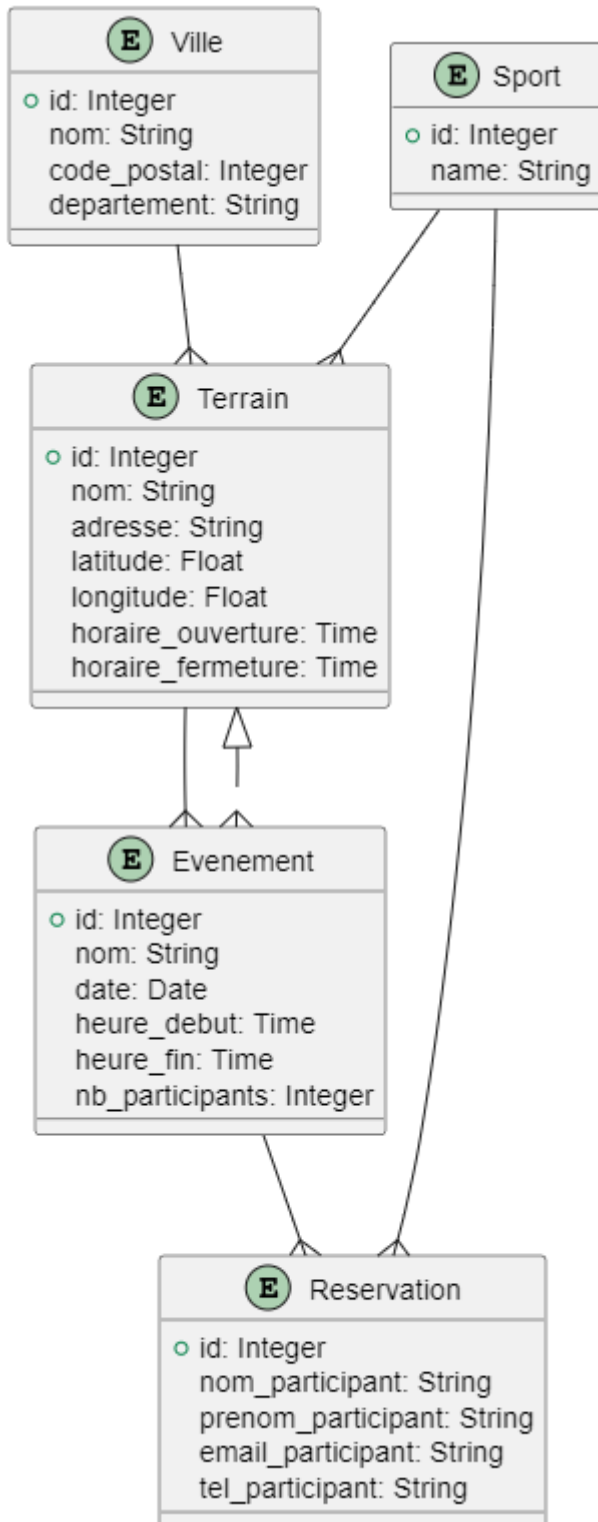 E Ville
id: Integer
nom: String
code_postal: Integer
departement: String
E Sport
id: Integer
name: String
E Terrain
id: Integer
nom: String
adresse: String
latitude: Float
longitude: Float
horaire_ouverture: Time
horaire_fermeture: Time
E Evenement
id: Integer
nom: String
date: Date
heure_debut: Time
heure_fin: Time
nb_participants: Integer
E Reservation
id: Integer
nom_participant: String
prenom_participant: String
email_participant: String
tel_participant: String